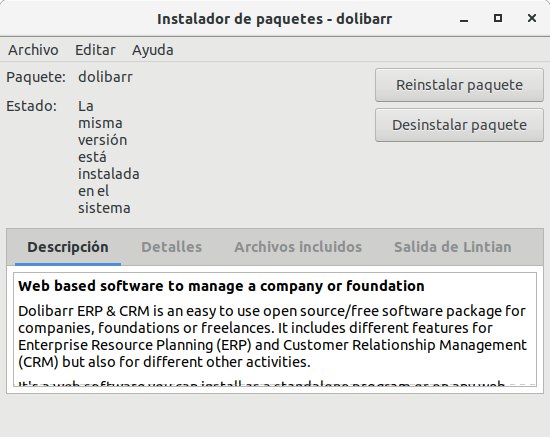 Instalador de paquetes - dolibarr
Archivo Editar Ayuda
Paquete: dolibarr
Reinstalar paquete
Estado: La
misma
versión
está
instalada
en el
sistema
Desinstalar paquete
Descripción Detalles Archivos incluidos Salida de Lintian
Web based software to manage a company or foundation
Dolibarr ERP & CRM is an easy to use open source/free software package for
companies, foundations or freelances. It includes different features for
Enterprise Resource Planning (ERP) and Customer Relationship Management
(CRM) but also for different other activities.
It's a web software you can install as a standalone program or on any web